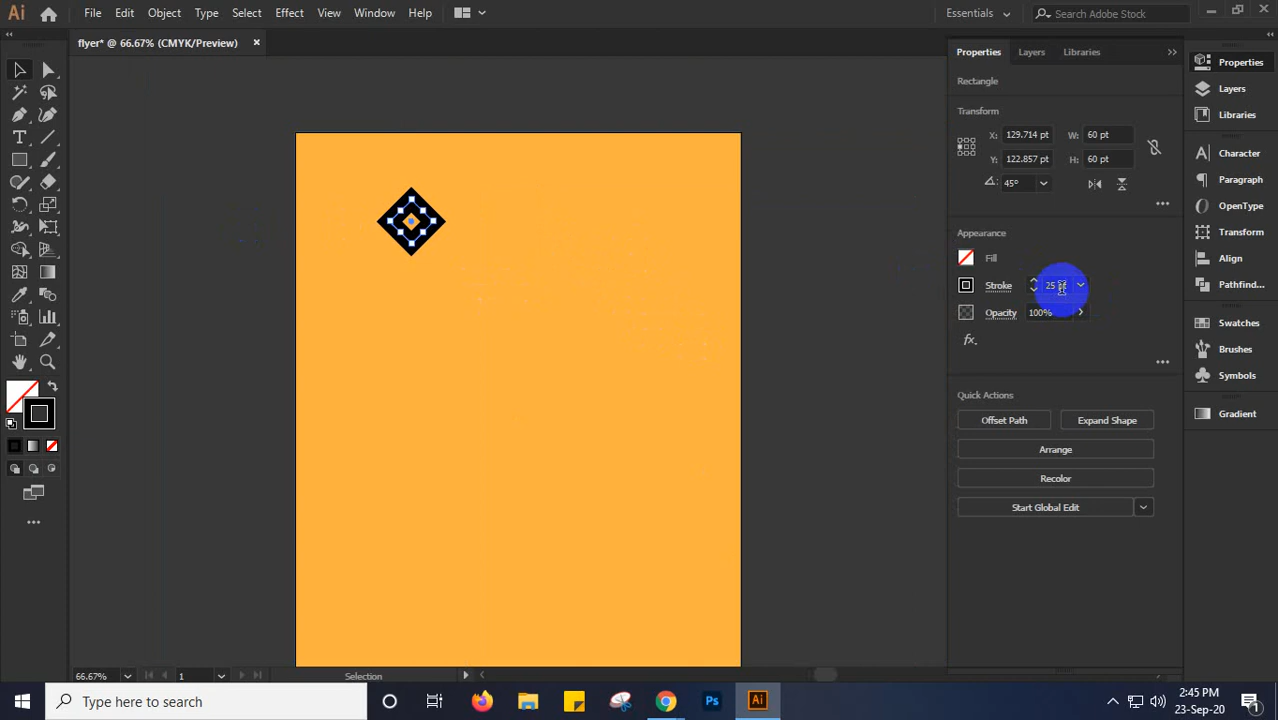 Ai File Edit Object Type Select Effect View Window Help Essentials Search Adobe Stock
flyer* @ 66.67% (CMYK/Preview)
Properties Layers Libraries
Rectangle
Transform
X: 129.714 pt W: 60 pt
Y: 122.857 pt H: 60 pt
45°
Appearance
Fill
Stroke 25
Opacity 100%
fx.
Quick Actions
Offset Path Expand Shape
Arrange
Recolor
Start Global Edit
Properties
Layers
Libraries
Character
Paragraph
OpenType
Transform
Align
Pathfind...
Swatches
Brushes
Symbols
Gradient
66.67% 1 Selection
Type here to search
Ps Ai
2:45 PM
23-Sep-20
1